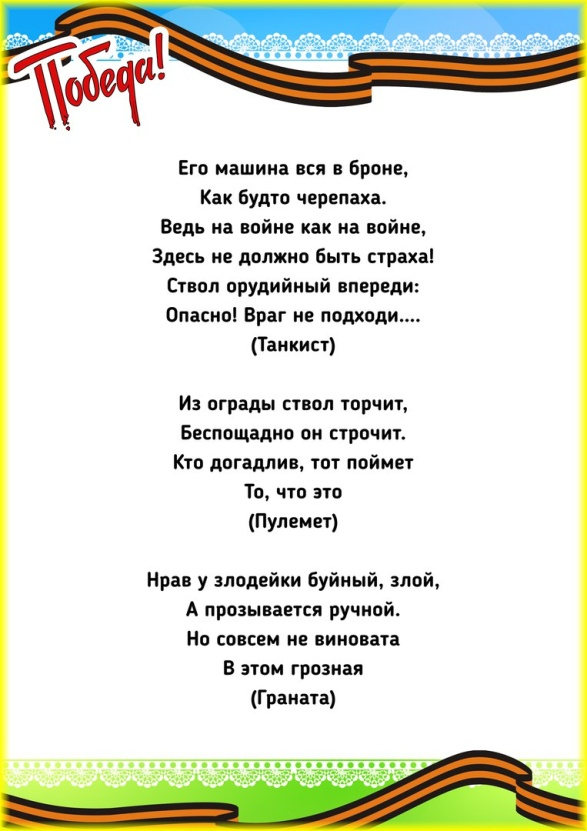 Победа!
Его машина вся в броне,
Как будто черепаха.
Ведь на войне как на войне,
Здесь не должно быть страха!
Ствол орудийный впереди:
Опасно! Враг не подходи....
(Танкист)
Из ограды ствол торчит,
Беспощадно он строчит.
Кто догадлив, тот поймет
То, что это
(Пулемет)
Нрав у злодейки буйный, злой,
А прозывается ручной.
Но совсем не виновата
В этом грозная
(Граната)